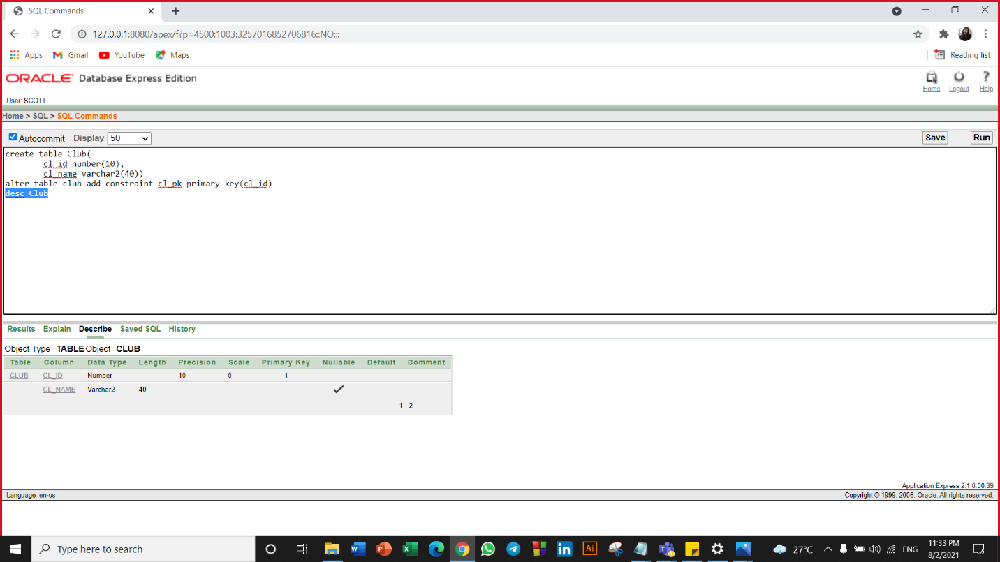 SQL Commands
127.0.0.1:8080/apex/f?p=4500:1003:3257016852706816::NO:::
Apps Gmail YouTube Maps Reading list
ORACLE Database Express Edition
Home Logout Help
User: SCOTT
Home > SQL > SQL Commands
Autocommit Display 50 Save Run
create table Club(
cl_id number(10),
cl_name varchar2(40))
alter table club add constraint cl_pk primary key(cl_id)
desc Club
Results Explain Describe Saved SQL History
Object Type TABLE Object CLUB
Table Column Data Type Length Precision Scale Primary Key Nullable Default Comment
CLUB CL_ID Number - 10 0 1 - - -
CL_NAME Varchar2 40 - - - - -
1 - 2
Application Express 2.1.0.00.39
Language: en-us Copyright © 1999, 2006, Oracle. All rights reserved.
Type here to search 27°C ENG 11:33 PM
8/2/2021